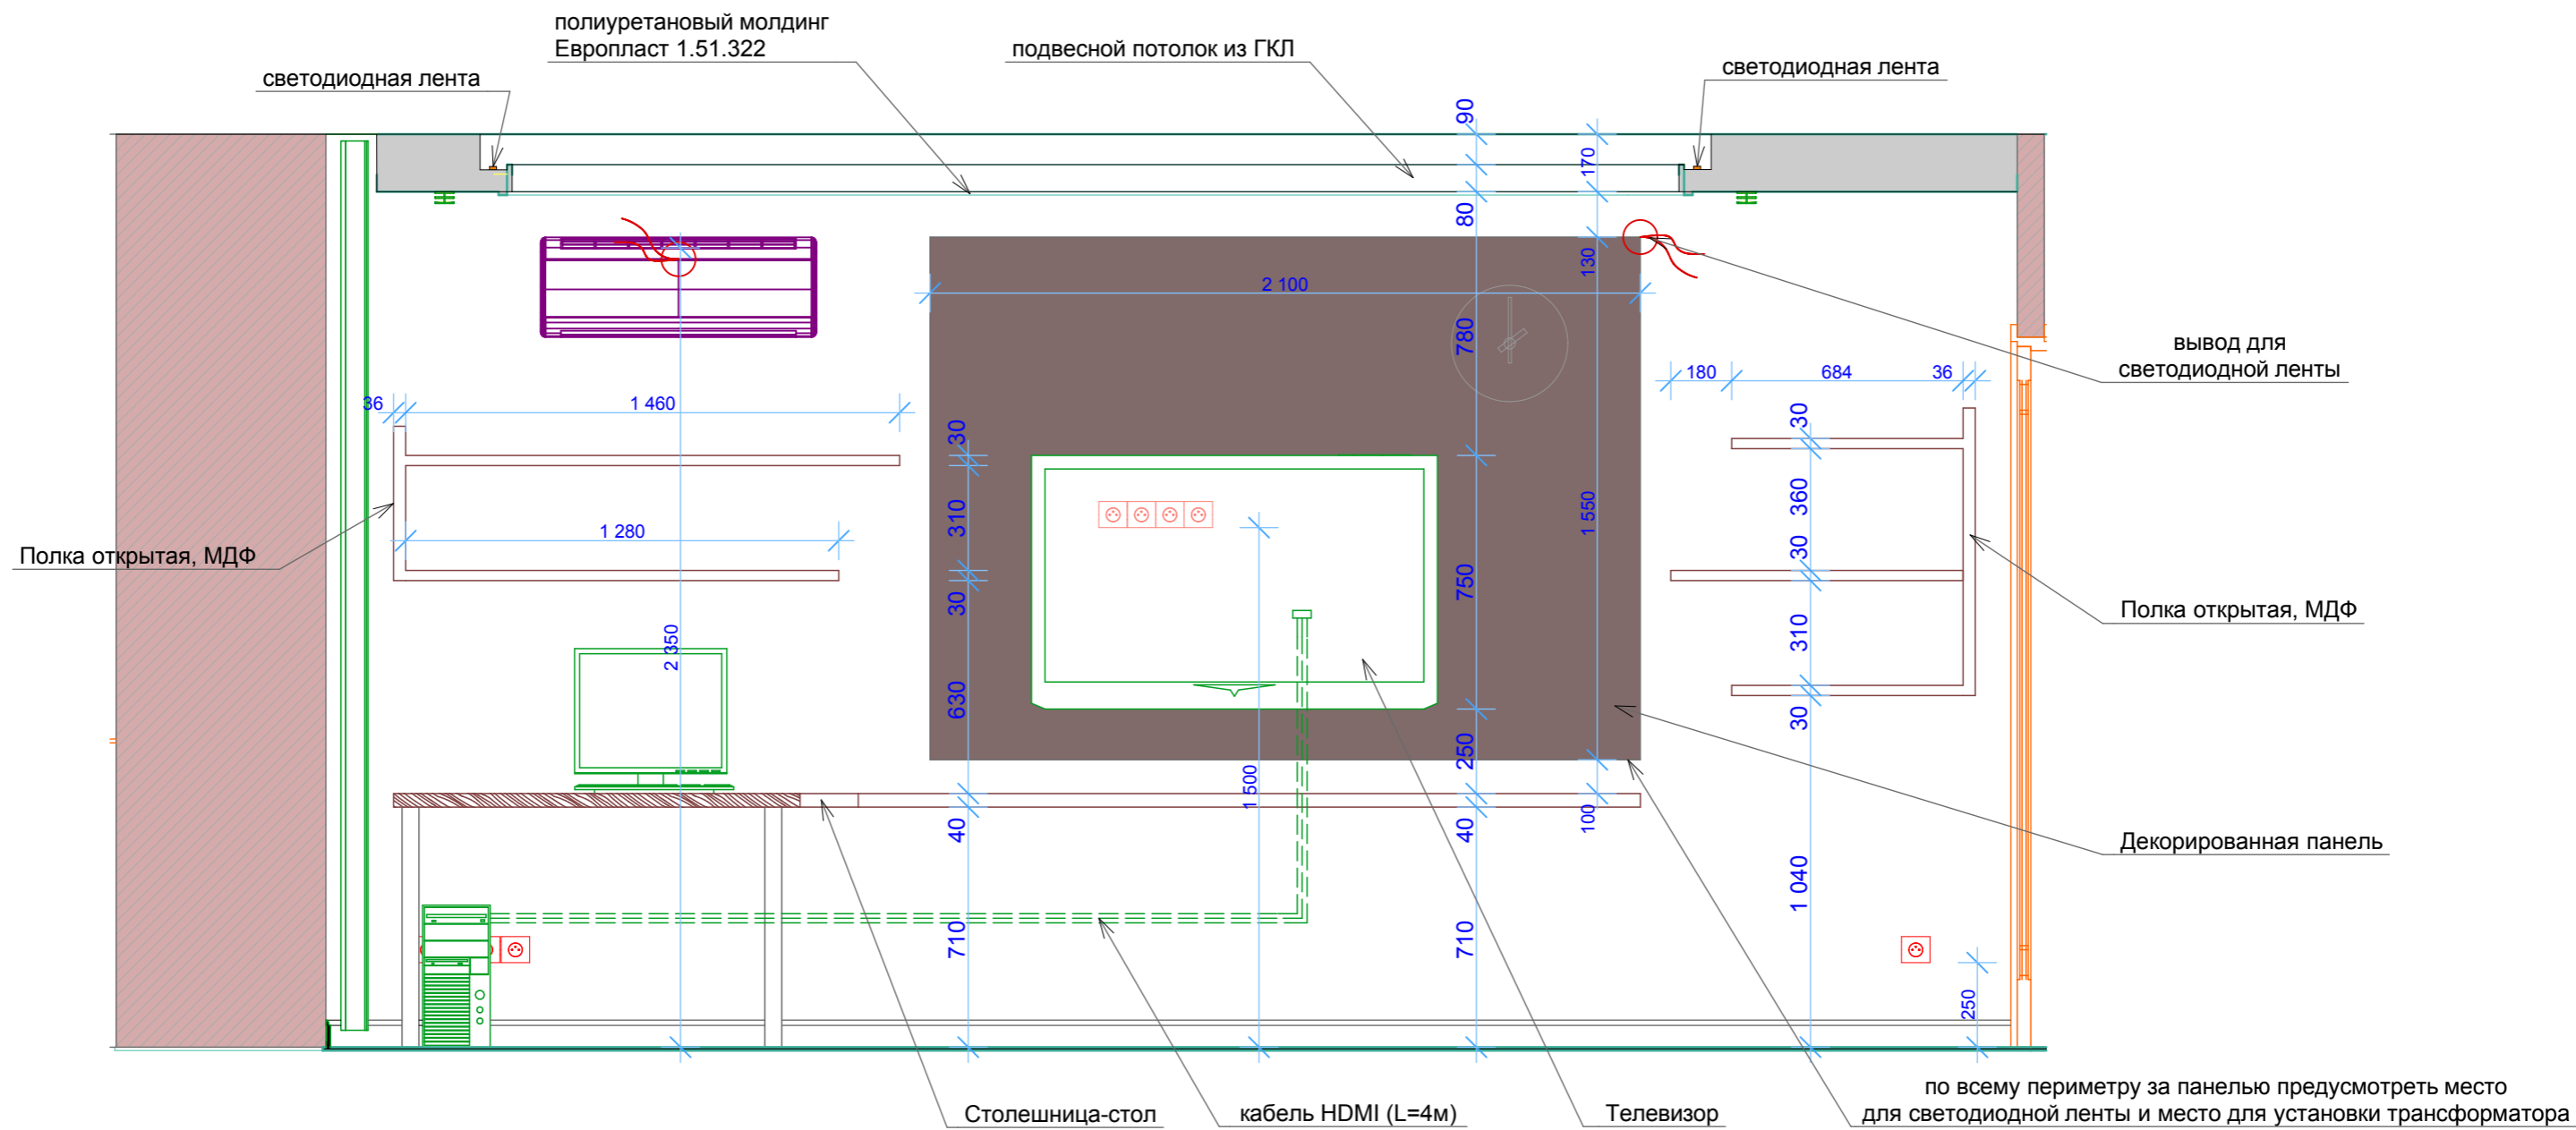 полиуретановый молдинг
Европласт 1.51.322
подвесной потолок из ГКЛ
светодиодная лента
светодиодная лента
90
170
80
130
2 100
780
вывод для
светодиодной ленты
180
684
36
36
1 460
30
30
310
1 280
360
1 550
30
750
30
310
Полка открытая, МДФ
Полка открытая, МДФ
2 350
630
30
250
1 500
100
40
40
Декорированная панель
1 040
710
710
250
по всему периметру за панелью предусмотреть место
для светодиодной ленты и место для установки трансформатора
Столешница-стол
кабель HDMI (L=4м)
Телевизор